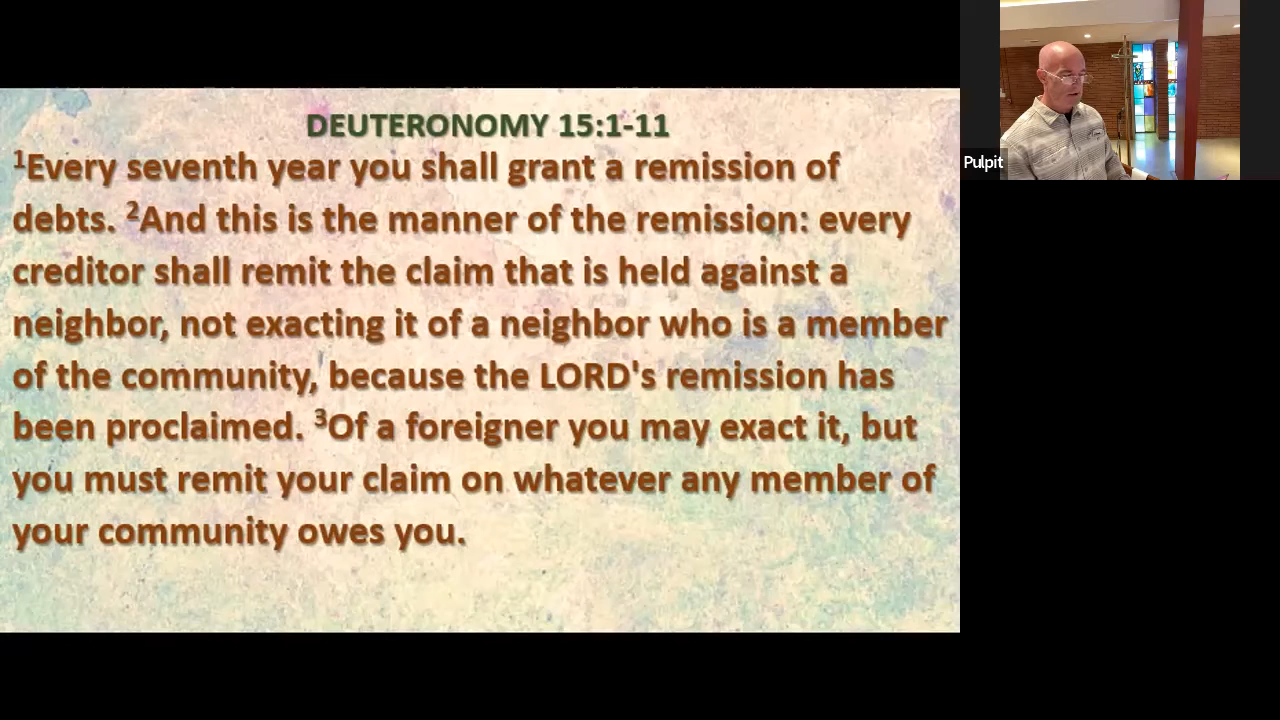 DEUTERONOMY 15:1-11
¹Every seventh year you shall grant a remission of
debts. ²And this is the manner of the remission: every
creditor shall remit the claim that is held against a
neighbor, not exacting it of a neighbor who is a member
of the community, because the LORD's remission has
been proclaimed. ³Of a foreigner you may exact it, but
you must remit your claim on whatever any member of
your community owes you.
Pulpit